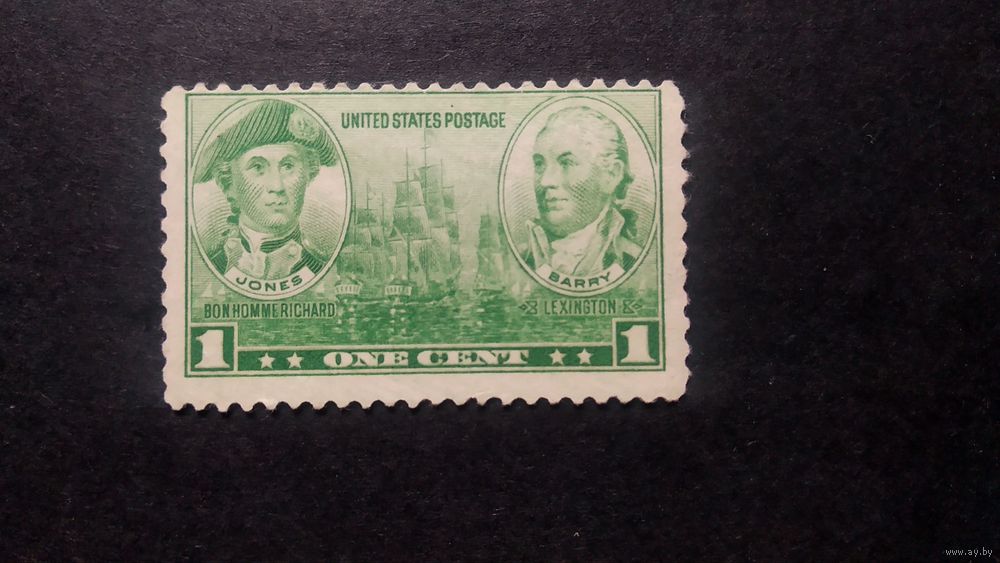 UNITED STATES POSTAGE
JONES
BARRY
BON HOMME RICHARD
LEXINGTON
1 ONE CENT 1
www.ay.by